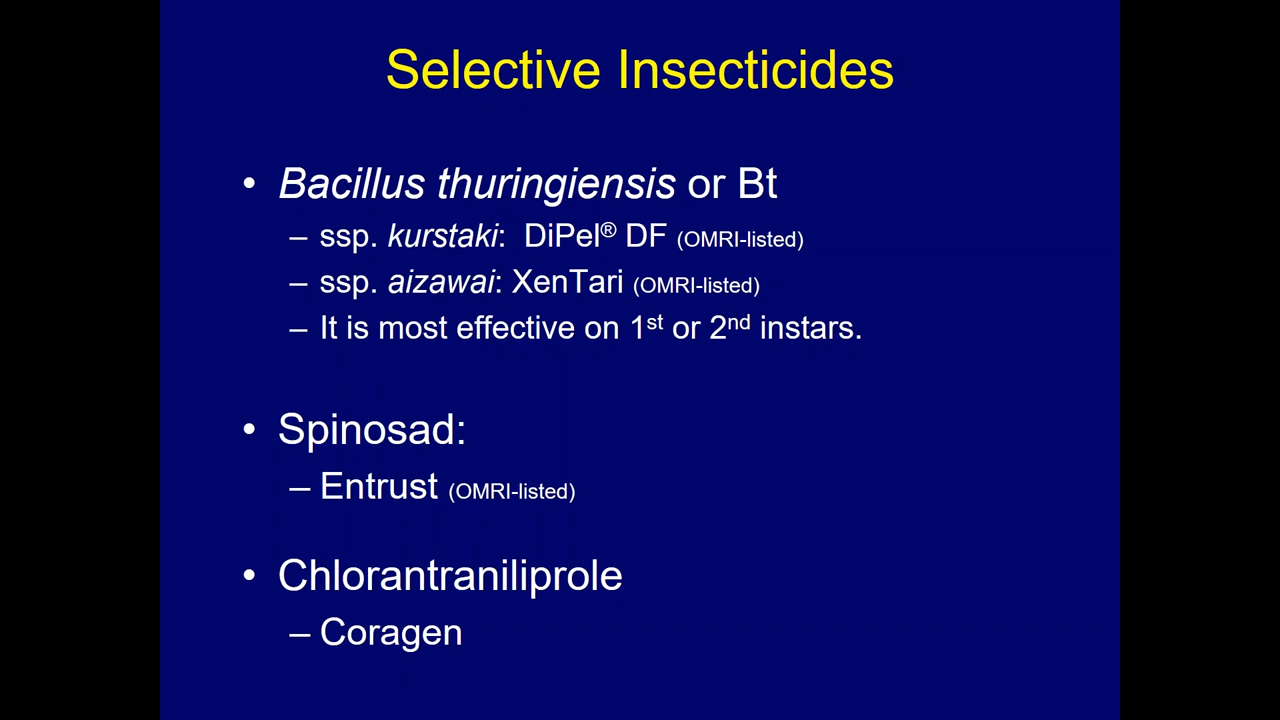 Selective Insecticides
• Bacillus thuringiensis or Bt
– ssp. kurstaki: DiPel® DF (OMRI-listed)
– ssp. aizawai: XenTari (OMRI-listed)
– It is most effective on 1st or 2nd instars.
• Spinosad:
– Entrust (OMRI-listed)
• Chlorantraniliprole
– Coragen